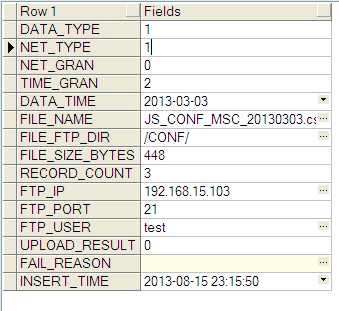 Row 1 Fields
DATA_TYPE 1
NET_TYPE 1
NET_GRAN 0
TIME_GRAN 2
DATA_TIME 2013-03-03
FILE_NAME JS_CONF_MSC_20130303.cs
FILE_FTP_DIR /CONF/
FILE_SIZE_BYTES 448
RECORD_COUNT 3
FTP_IP 192.168.15.103
FTP_PORT 21
FTP_USER test
UPLOAD_RESULT 0
FAIL_REASON
INSERT_TIME 2013-08-15 23:15:50